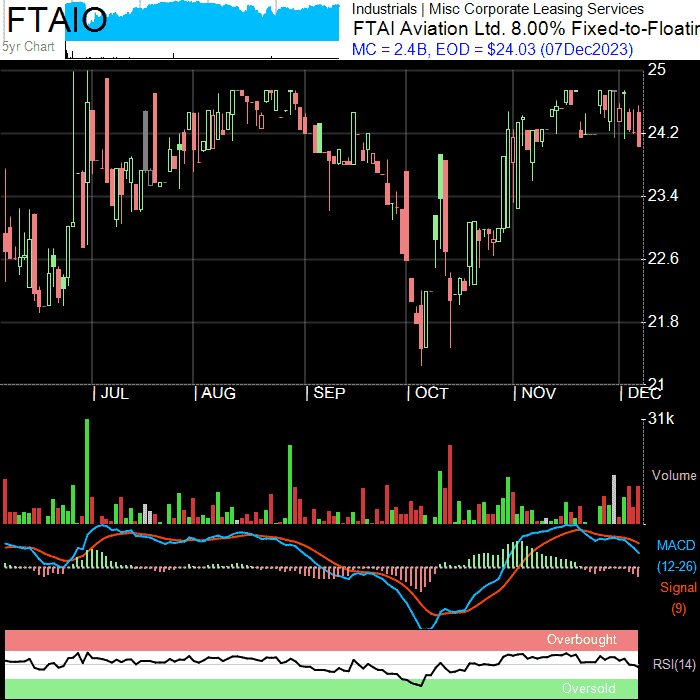 FTAIO
5yr Chart
Industrials | Misc Corporate Leasing Services
FTAI Aviation Ltd. 8.00% Fixed-to-Floatin
MC = 2.4B, EOD = $24.03 (07Dec2023)
25
24.2
23.4
22.6
21.8
21
| JUL | AUG | SEP | OCT | NOV | DEC
31k
Volume
MACD
(12-26)
Signal
(9)
Overbought
RSI(14)
Oversold